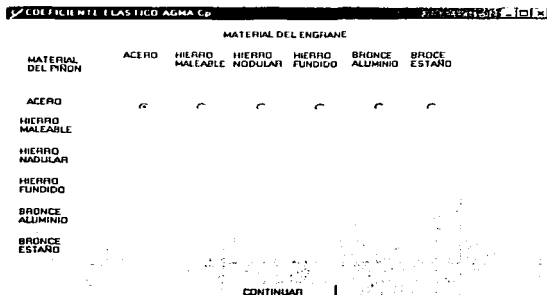 COEFICIENTE ELASTICO AGMA Cp
MATERIAL DEL ENGRANE
MATERIAL DEL PIÑON
ACERO
HIERRO MALEABLE
HIERRO NODULAR
HIERRO FUNDIDO
BRONCE ALUMINIO
BROCE ESTAÑO
ACERO
HIERRO MALEABLE
HIERRO NADULAR
HIERRO FUNDIDO
BRONCE ALUMINIO
BRONCE ESTAÑO
CONTINUAR